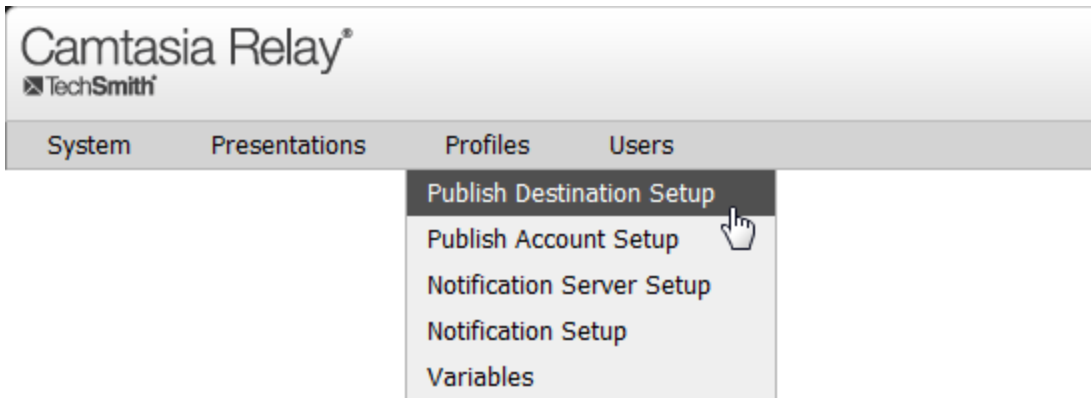 Camtasia Relay®
TechSmith
System Presentations Profiles Users
Publish Destination Setup
Publish Account Setup
Notification Server Setup
Notification Setup
Variables